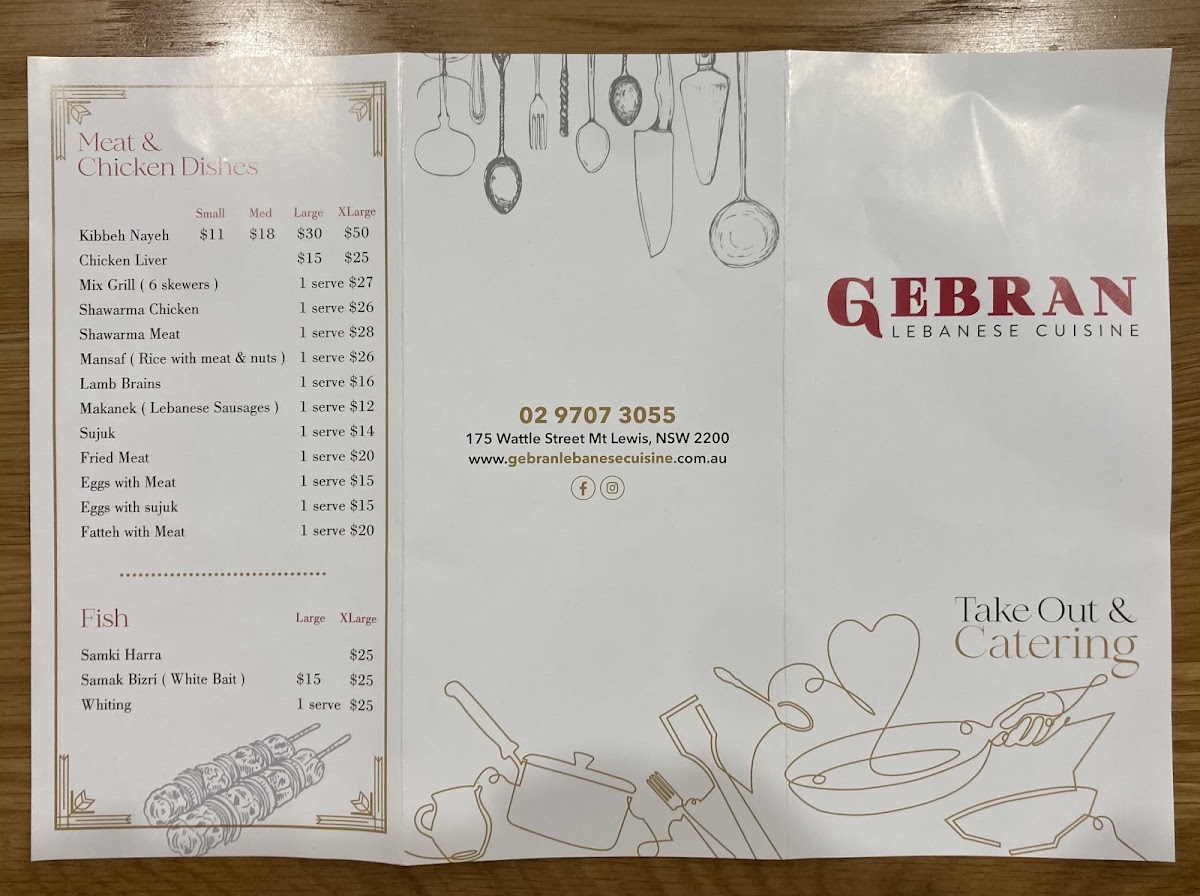 Meat &
Chicken Dishes
Small Med Large XLarge
Kibbeh Nayeh $11 $18 $30 $50
Chicken Liver $15 $25
Mix Grill ( 6 skewers ) 1 serve $27
Shawarma Chicken 1 serve $26
Shawarma Meat 1 serve $28
Mansaf ( Rice with meat & nuts ) 1 serve $26
Lamb Brains 1 serve $16
Makanek ( Lebanese Sausages ) 1 serve $12
Sujuk 1 serve $14
Fried Meat 1 serve $20
Eggs with Meat 1 serve $15
Eggs with sujuk 1 serve $15
Fatteh with Meat 1 serve $20
Fish Large XLarge
Samki Harra $25
Samak Bizri ( White Bait ) $15 $25
Whiting 1 serve $25
02 9707 3055
175 Wattle Street Mt Lewis, NSW 2200
www.gebranlebanesecuisine.com.au
GEBRAN
LEBANESE CUISINE
Take Out &
Catering